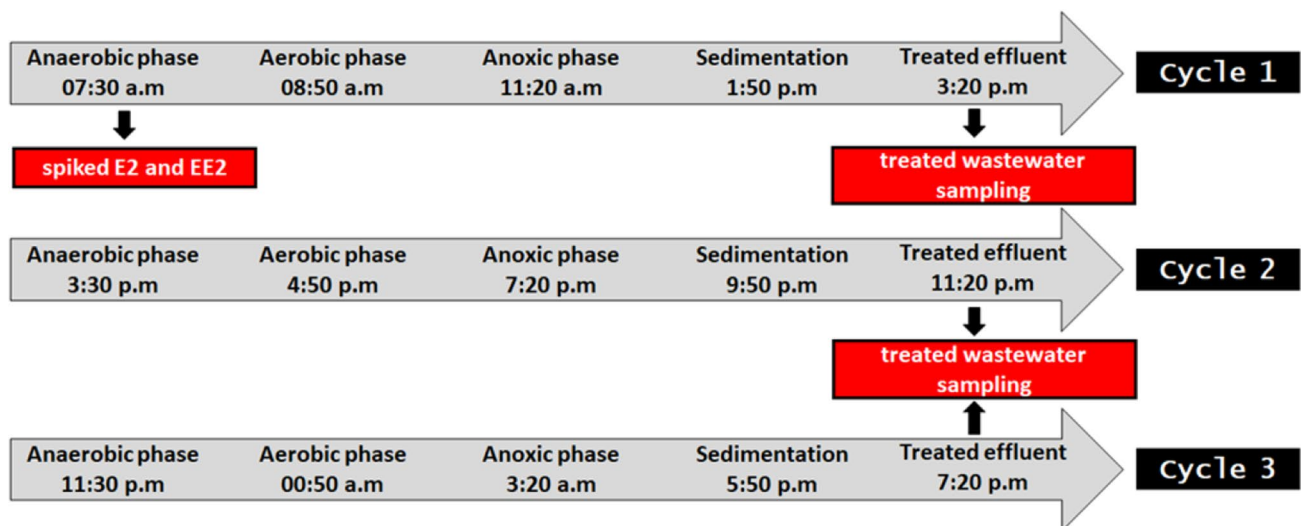 Anaerobic phase Aerobic phase Anoxic phase Sedimentation Treated effluent
07:30 a.m 08:50 a.m 11:20 a.m 1:50 p.m 3:20 p.m
Cycle 1
spiked E2 and EE2
treated wastewater
sampling
Anaerobic phase Aerobic phase Anoxic phase Sedimentation Treated effluent
3:30 p.m 4:50 p.m 7:20 p.m 9:50 p.m 11:20 p.m
Cycle 2
treated wastewater
sampling
Anaerobic phase Aerobic phase Anoxic phase Sedimentation Treated effluent
11:30 p.m 00:50 a.m 3:20 a.m 5:50 p.m 7:20 p.m
Cycle 3